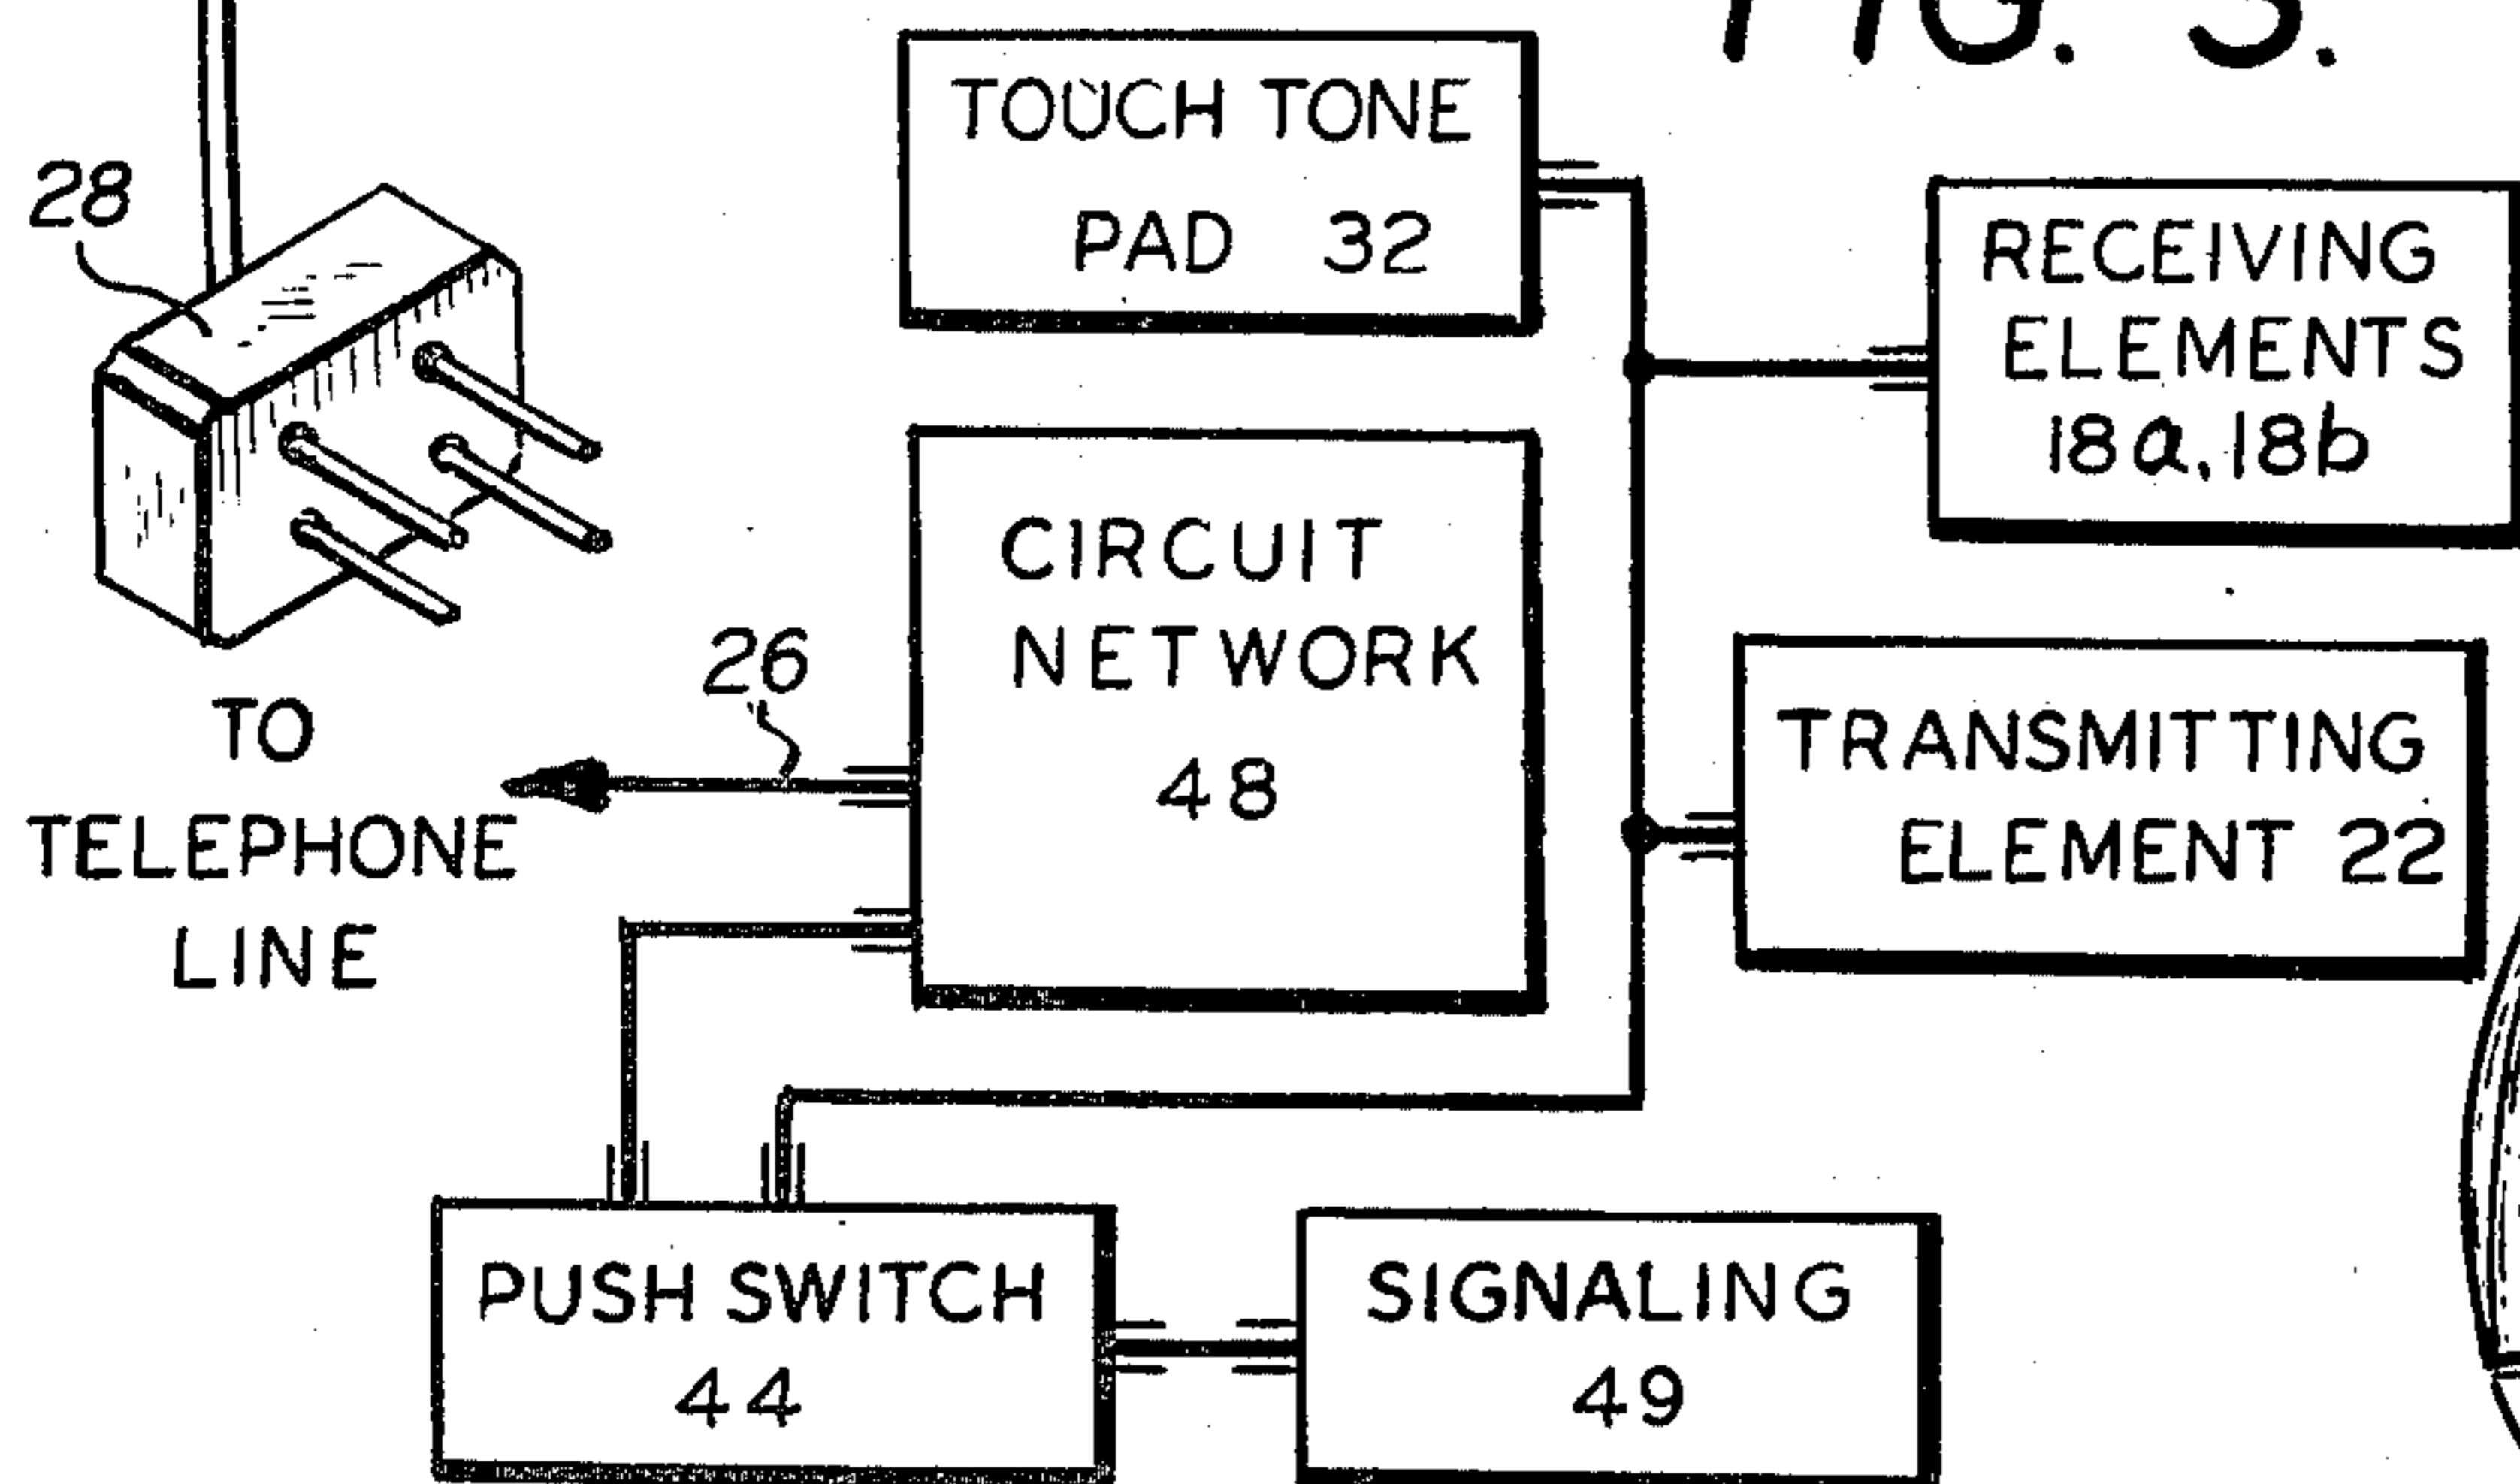 FIG. 3.
TOUCH TONE
PAD 32
28
RECEIVING
ELEMENTS
18a, 18b
CIRCUIT
NETWORK
48
26
TO
TELEPHONE
LINE
TRANSMITTING
ELEMENT 22
PUSH SWITCH
44
SIGNALING
49